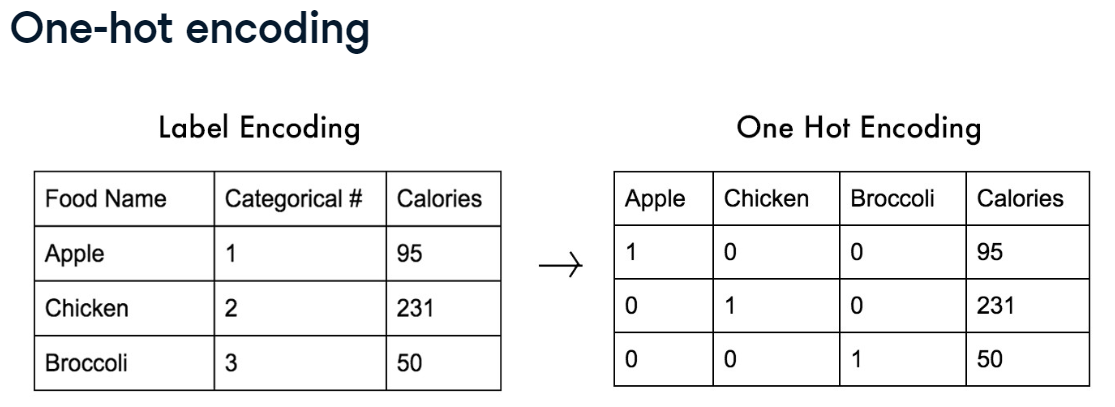 One-hot encoding
Label Encoding
Food Name Categorical # Calories
Apple 1 95
Chicken 2 231
Broccoli 3 50
One Hot Encoding
Apple Chicken Broccoli Calories
1 0 0 95
0 1 0 231
0 0 1 50